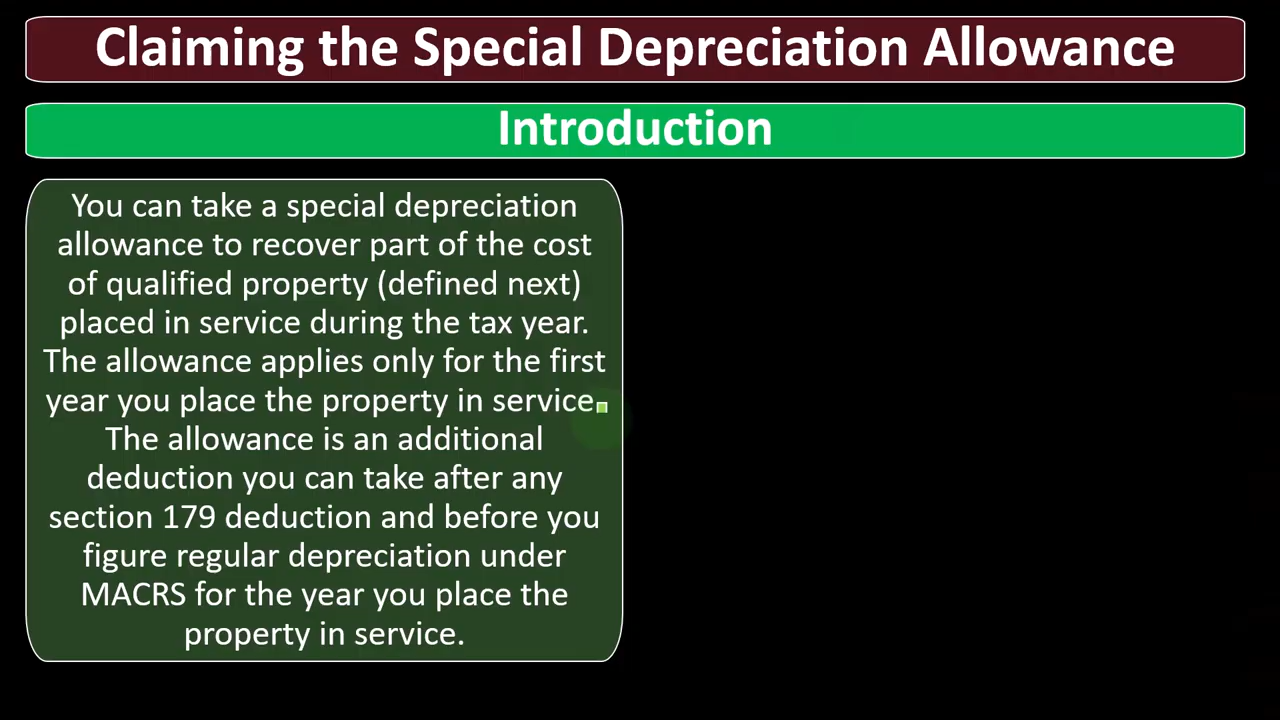 Claiming the Special Depreciation Allowance
Introduction
You can take a special depreciation
allowance to recover part of the cost
of qualified property (defined next)
placed in service during the tax year.
The allowance applies only for the first
year you place the property in service.
The allowance is an additional
deduction you can take after any
section 179 deduction and before you
figure regular depreciation under
MACRS for the year you place the
property in service.